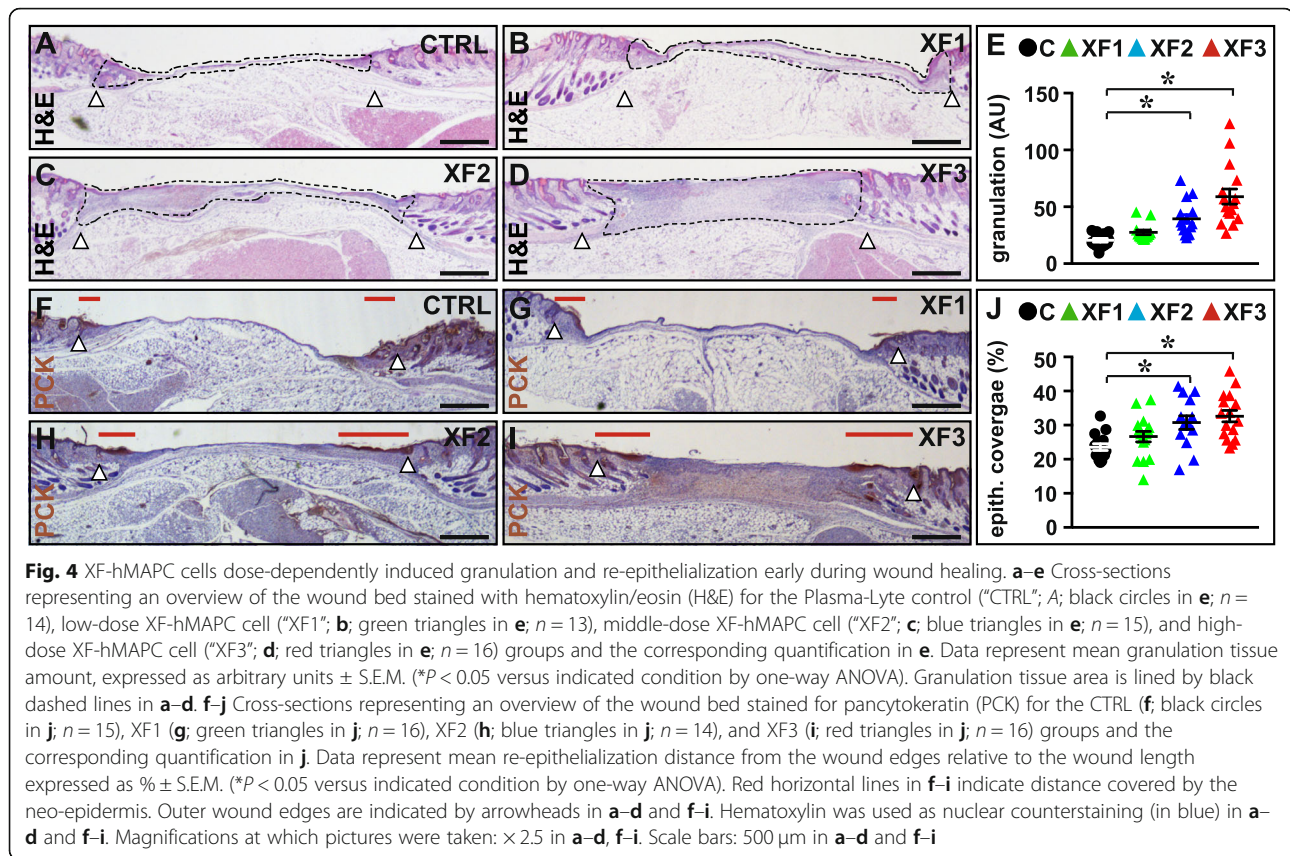 A
CTRL
H&E
B
XF1
H&E
E
C XF1 XF2 XF3
*
*
granulation (AU)
150
100
50
0
C
XF2
H&E
D
XF3
H&E
F
CTRL
PCK
G
XF1
PCK
J
C XF1 XF2 XF3
*
*
epith. covergae (%)
50
40
30
20
10
0
H
XF2
PCK
I
XF3
PCK
Fig. 4 XF-hMAPC cells dose-dependently induced granulation and re-epithelialization early during wound healing. a–e Cross-sections
representing an overview of the wound bed stained with hematoxylin/eosin (H&E) for the Plasma-Lyte control (“CTRL”; A; black circles in e; n =
14), low-dose XF-hMAPC cell (“XF1”; b; green triangles in e; n = 13), middle-dose XF-hMAPC cell (“XF2”; c; blue triangles in e; n = 15), and high-
dose XF-hMAPC cell (“XF3”; d; red triangles in e; n = 16) groups and the corresponding quantification in e. Data represent mean granulation tissue
amount, expressed as arbitrary units ± S.E.M. (*P < 0.05 versus indicated condition by one-way ANOVA). Granulation tissue area is lined by black
dashed lines in a–d. f–j Cross-sections representing an overview of the wound bed stained for pancytokeratin (PCK) for the CTRL (f; black circles
in j; n = 15), XF1 (g; green triangles in j; n = 16), XF2 (h; blue triangles in j; n = 14), and XF3 (i; red triangles in j; n = 16) groups and the
corresponding quantification in j. Data represent mean re-epithelialization distance from the wound edges relative to the wound length
expressed as % ± S.E.M. (*P < 0.05 versus indicated condition by one-way ANOVA). Red horizontal lines in f–i indicate distance covered by the
neo-epidermis. Outer wound edges are indicated by arrowheads in a–d and f–i. Hematoxylin was used as nuclear counterstaining (in blue) in a–
d and f–i. Magnifications at which pictures were taken: × 2.5 in a–d, f–i. Scale bars: 500 μm in a–d and f–i